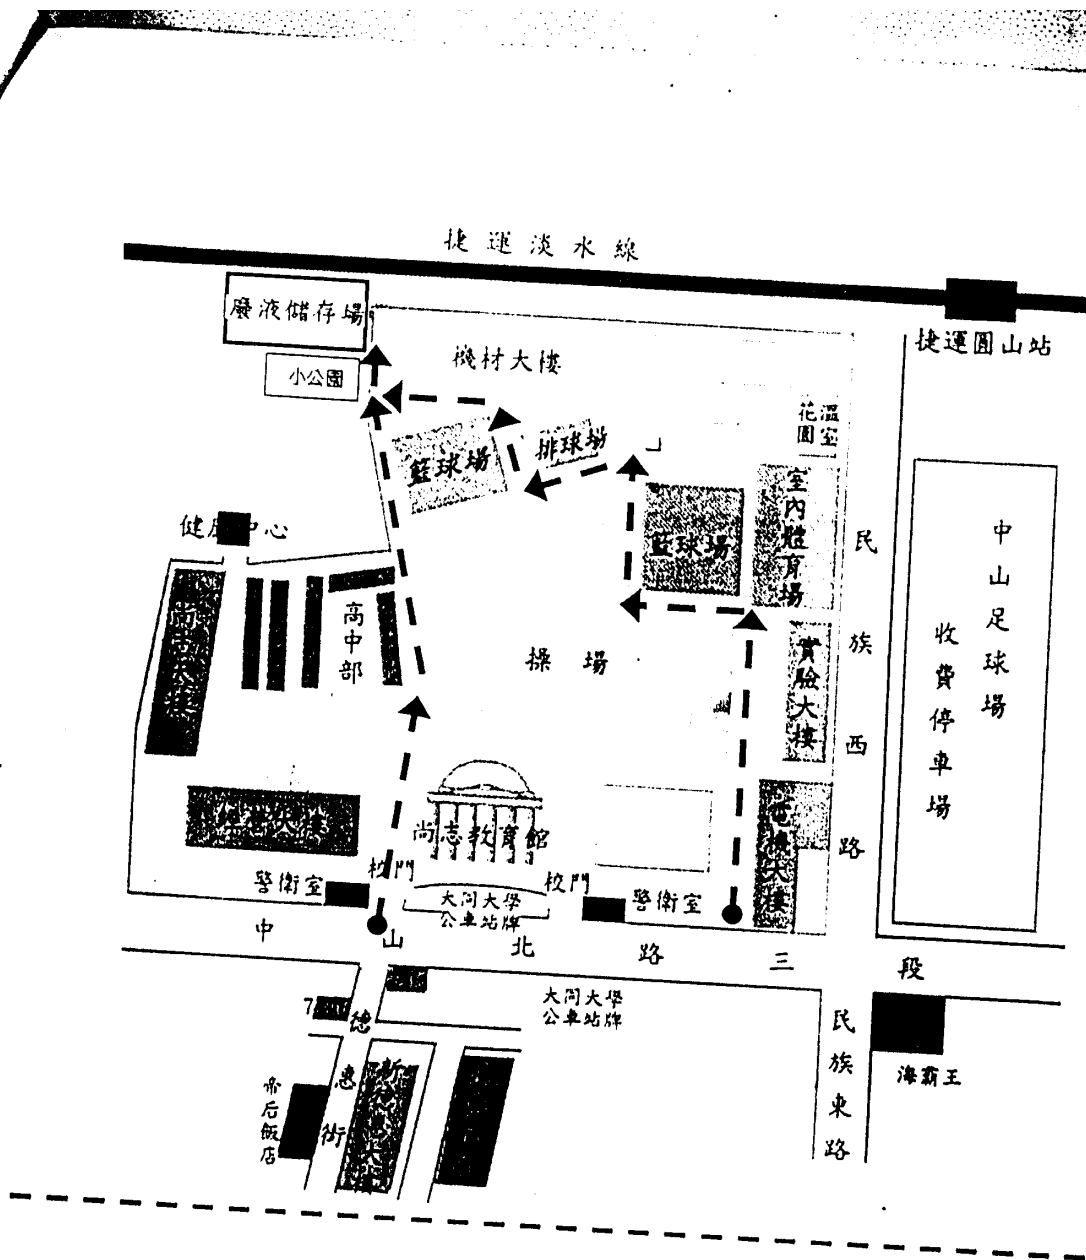 捷運淡水線
廢液儲存場
捷運圓山站
小公園
機材大樓
溫室
花園
籃球場
排球場
籃球場
室內體育場
民族西路
中山足球場
收費停車場
高中部
操場
實驗大樓
尚志教育館
電機大樓
校門
校門
警衛室
大同大學
公車站牌
警衛室
中山北路三段
大同大學
公車站牌
德惠街
民族東路
海霸王
帝后飯店